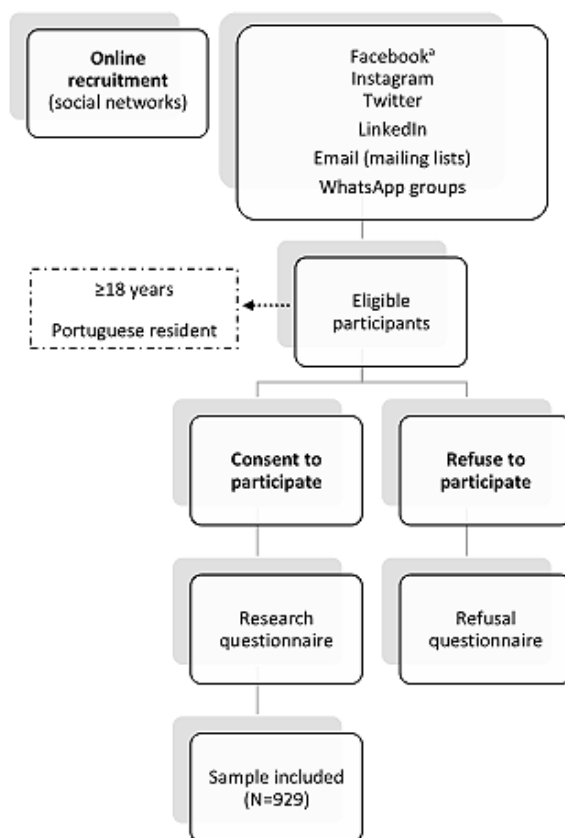 Online
recruitment
(social networks)
Facebookᵃ
Instagram
Twitter
LinkedIn
Email (mailing lists)
WhatsApp groups
≥18 years
Portuguese resident
Eligible
participants
Consent to
participate
Refuse to
participate
Research
questionnaire
Refusal
questionnaire
Sample included
(N=929)